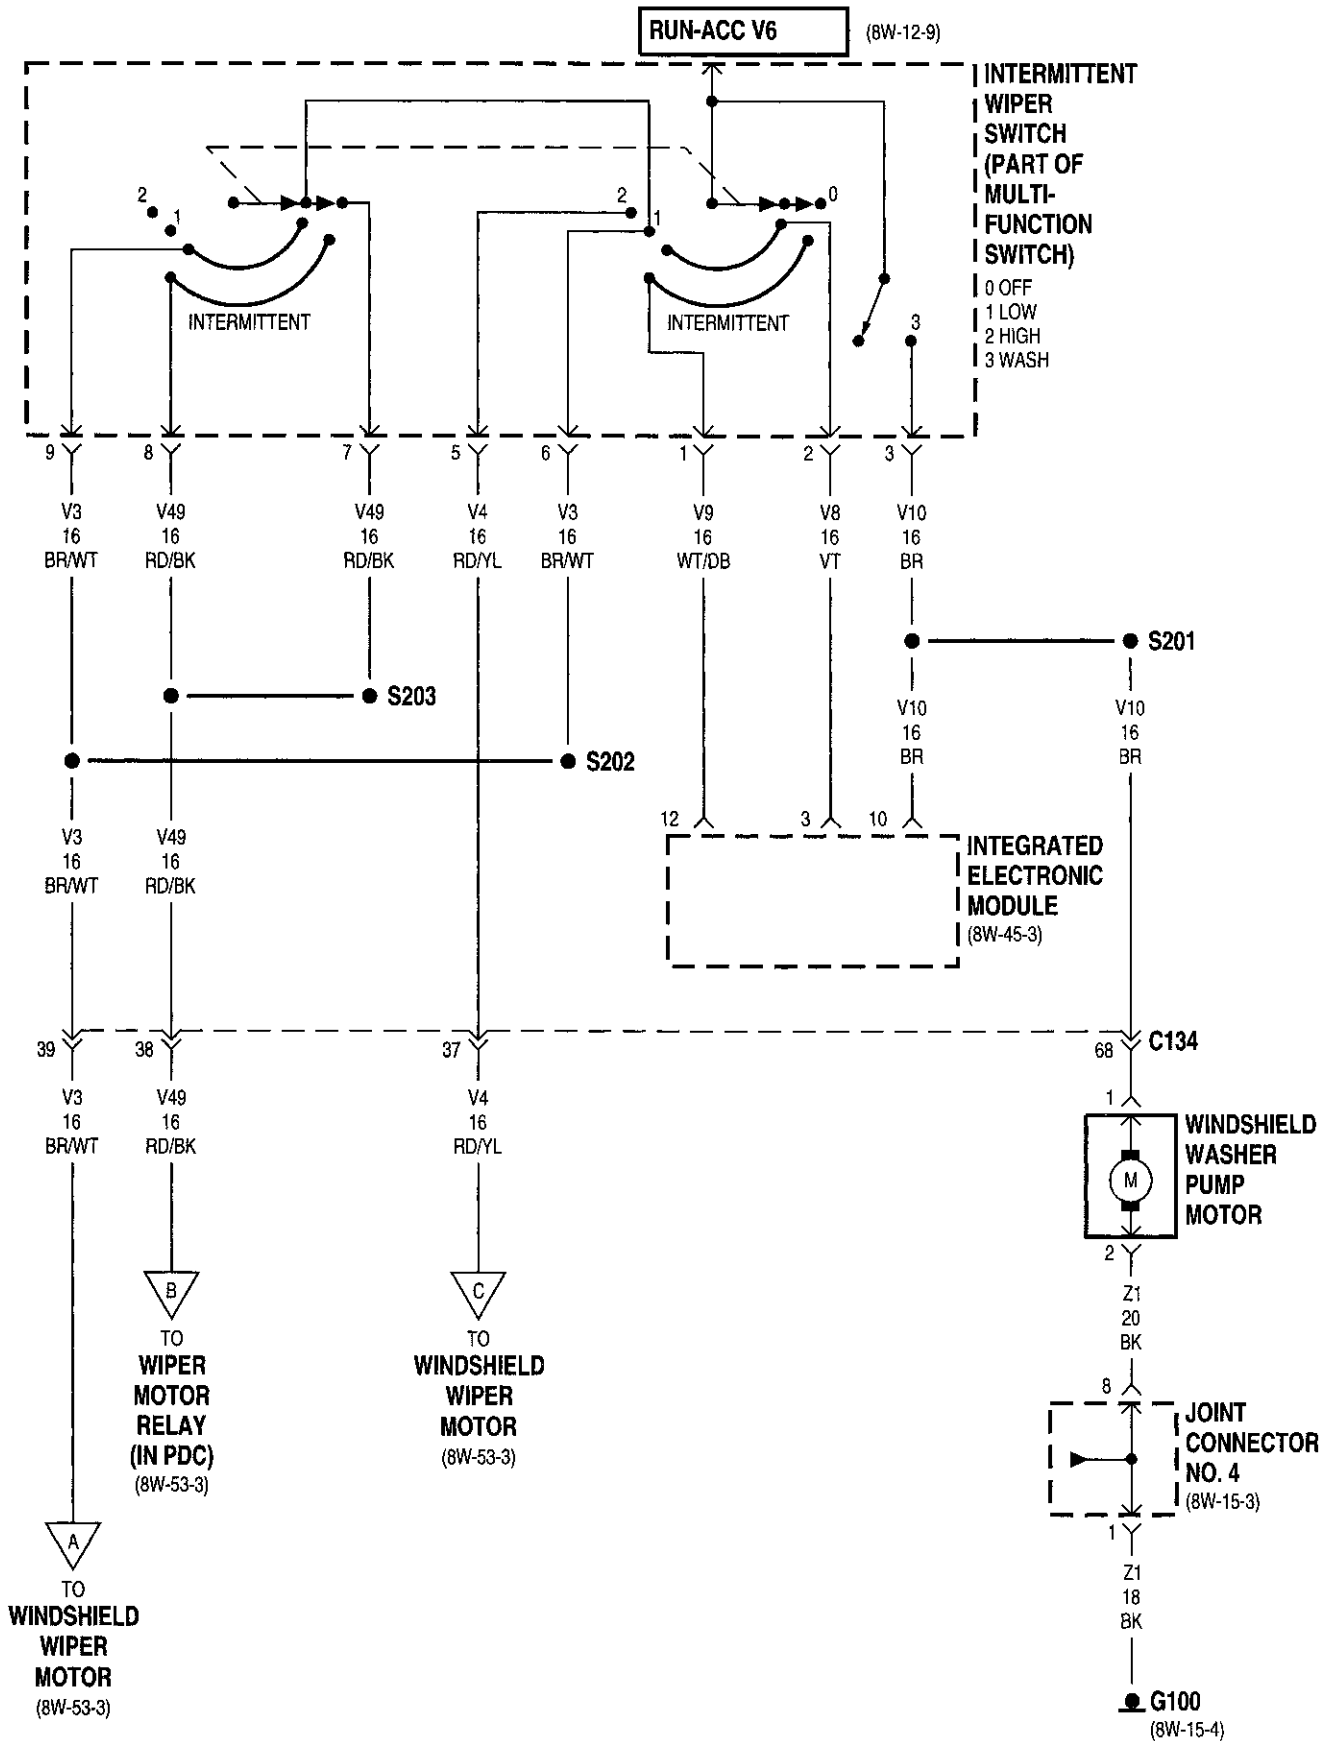 RUN-ACC V6 (8W-12-9)
INTERMITTENT
WIPER
SWITCH
(PART OF
MULTI-
FUNCTION
SWITCH)
0 OFF
1 LOW
2 HIGH
3 WASH
2
1
INTERMITTENT
2
1
0
INTERMITTENT
3
9 8 7 5 6 1 2 3
V3 V49 V49 V4 V3 V9 V8 V10
16 16 16 16 16 16 16 16
BR/WT RD/BK RD/BK RD/YL BR/WT WT/DB VT BR
S201
S203
S202
V10 V10
16 16
BR BR
12 3 10
V3 V49
16 16
BR/WT RD/BK
INTEGRATED
ELECTRONIC
MODULE
(8W-45-3)
39 38 37 68 C134
V3 V49 V4
16 16 16
BR/WT RD/BK RD/YL
1
WINDSHIELD
WASHER
PUMP
MOTOR
M
2
Z1
20
BK
8
JOINT
CONNECTOR
NO. 4
(8W-15-3)
1
Z1
18
BK
G100
(8W-15-4)
B
TO
WIPER
MOTOR
RELAY
(IN PDC)
(8W-53-3)
C
TO
WINDSHIELD
WIPER
MOTOR
(8W-53-3)
A
TO
WINDSHIELD
WIPER
MOTOR
(8W-53-3)